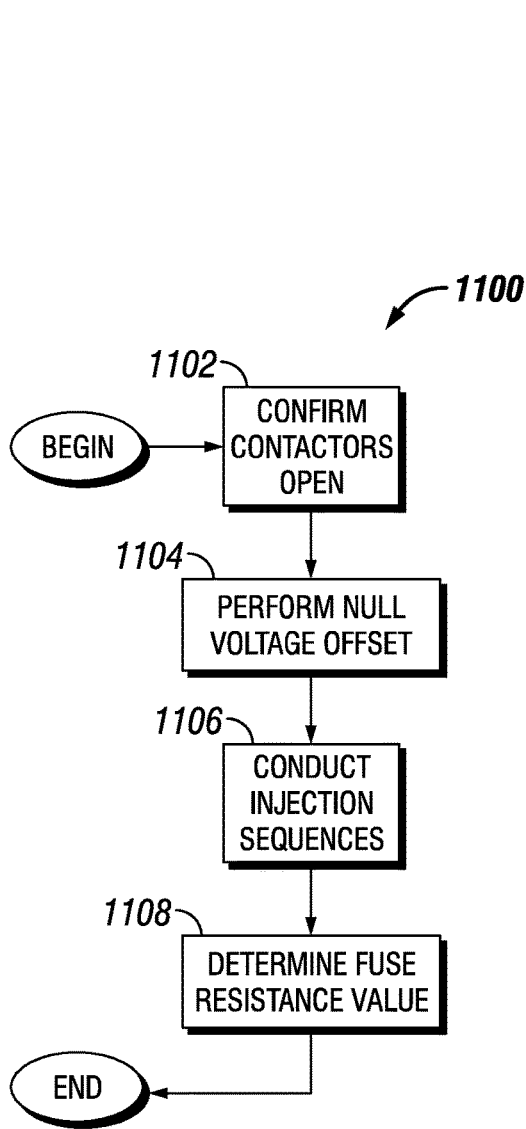 1100
1102
BEGIN
CONFIRM
CONTACTORS
OPEN
1104
PERFORM NULL
VOLTAGE OFFSET
1106
CONDUCT
INJECTION
SEQUENCES
1108
DETERMINE FUSE
RESISTANCE VALUE
END